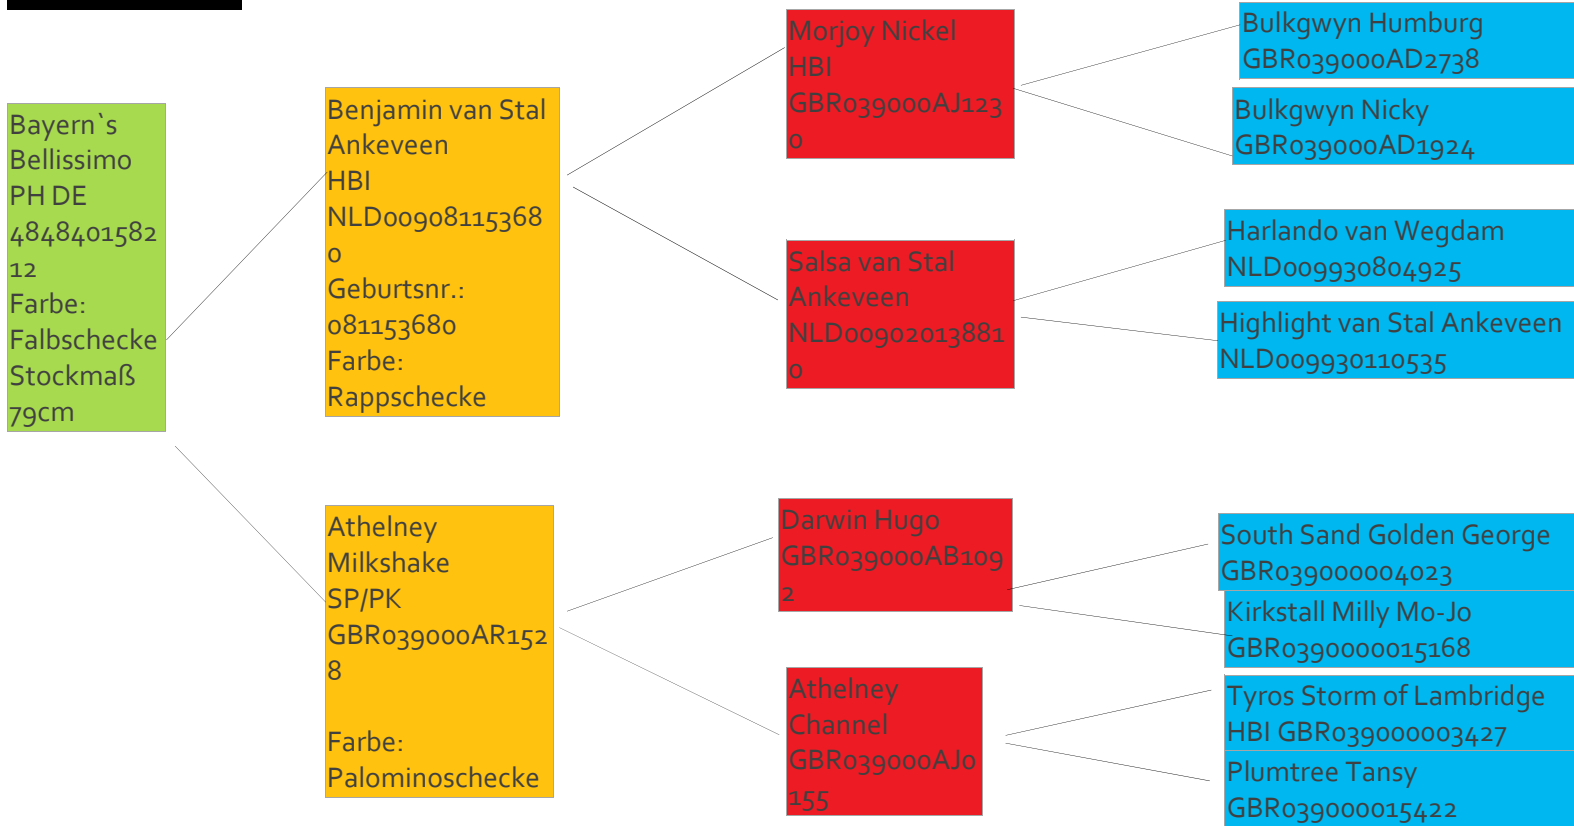 Bayern`s
Bellissimo
PH DE
4848401582
12
Farbe:
Falbschecke
Stockmaß
79cm
Benjamin van Stal
Ankeveen
HBI
NLD00908115368
0
Geburtsnr.:
081153680
Farbe:
Rappschecke
Athelney
Milkshake
SP/PK
GBR039000AR152
8
Farbe:
Palominoschecke
Morjoy Nickel
HBI
GBR039000AJ123
0
Salsa van Stal
Ankeveen
NLD00902013881
0
Darwin Hugo
GBR039000AB109
2
Athelney
Channel
GBR039000AJ0
155
Bulkgwyn Humburg
GBR039000AD2738
Bulkgwyn Nicky
GBR039000AD1924
Harlando van Wegdam
NLD009930804925
Highlight van Stal Ankeveen
NLD009930110535
South Sand Golden George
GBR039000004023
Kirkstall Milly Mo-Jo
GBR0390000015168
Tyros Storm of Lambridge
HBI GBR039000003427
Plumtree Tansy
GBR039000015422